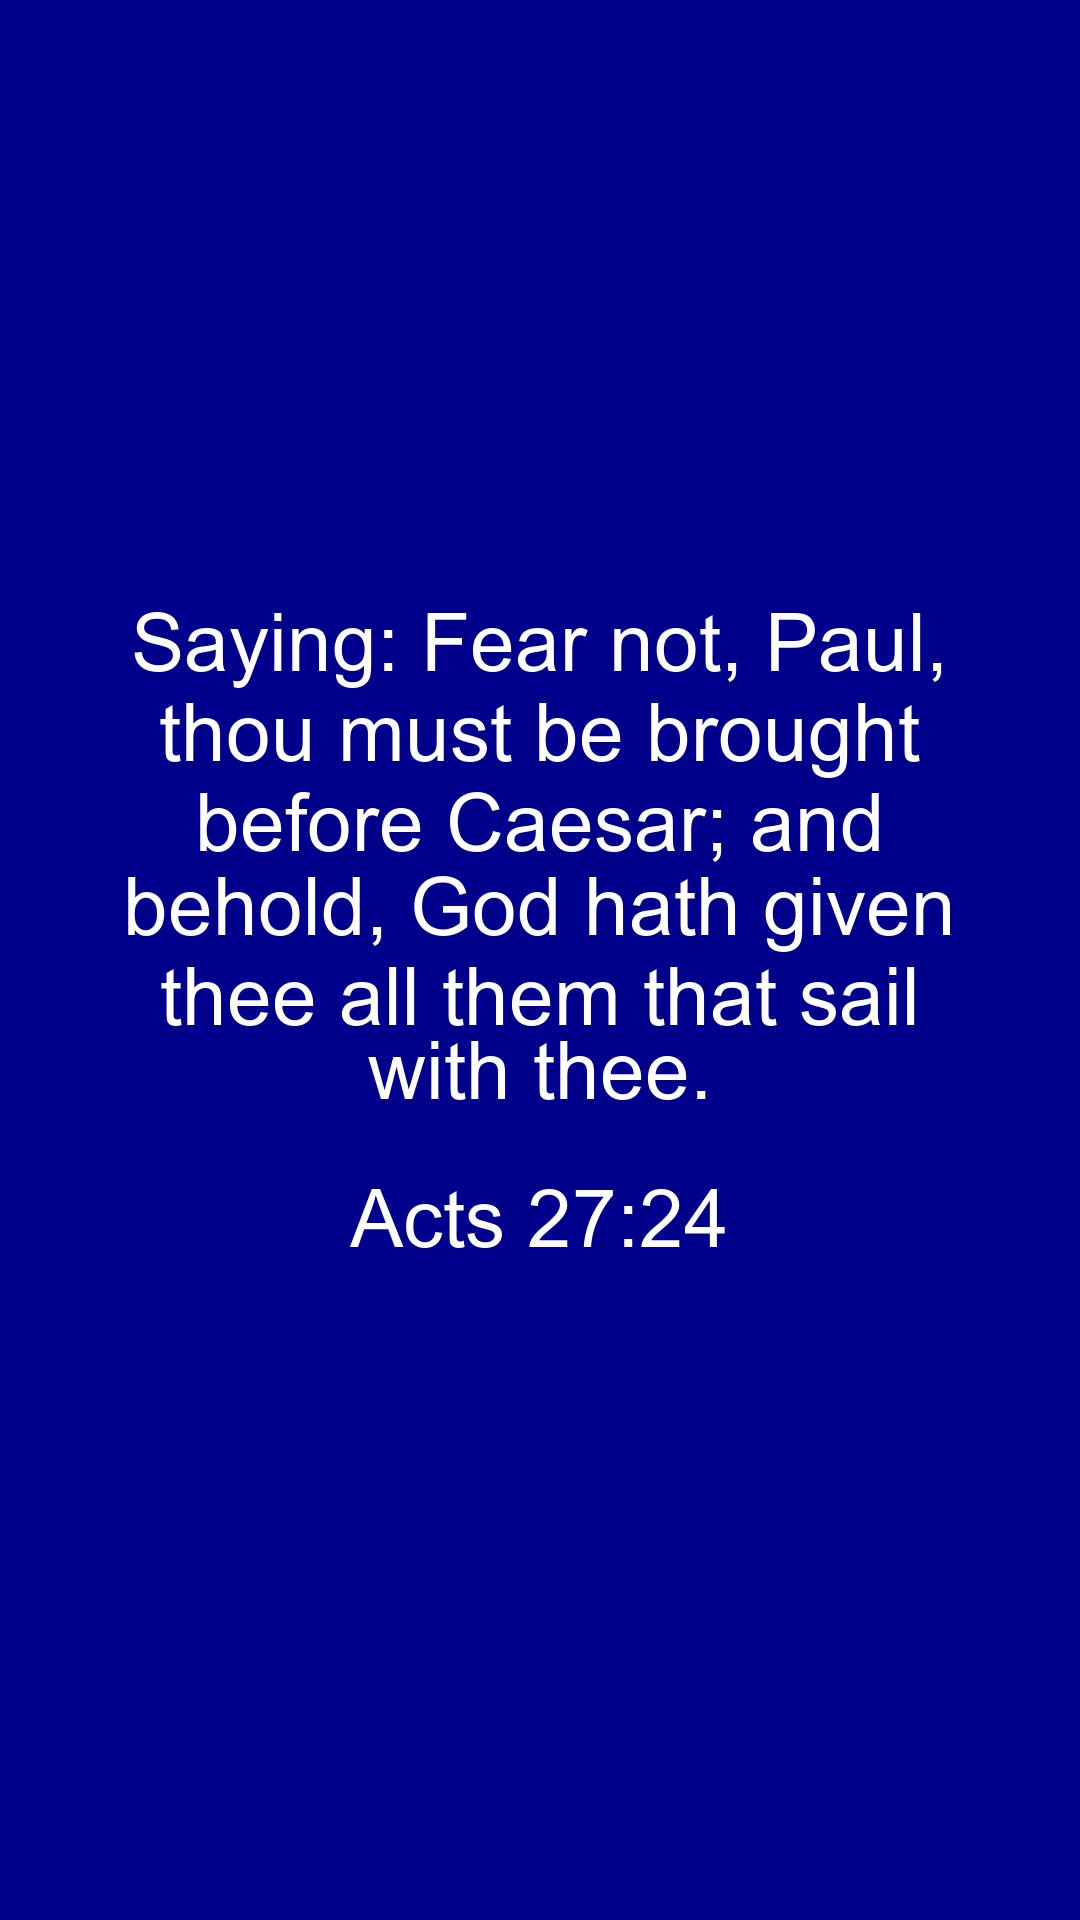 Saying: Fear not, Paul,
thou must be brought
before Caesar; and
behold, God hath given
thee all them that sail
with thee.
Acts 27:24